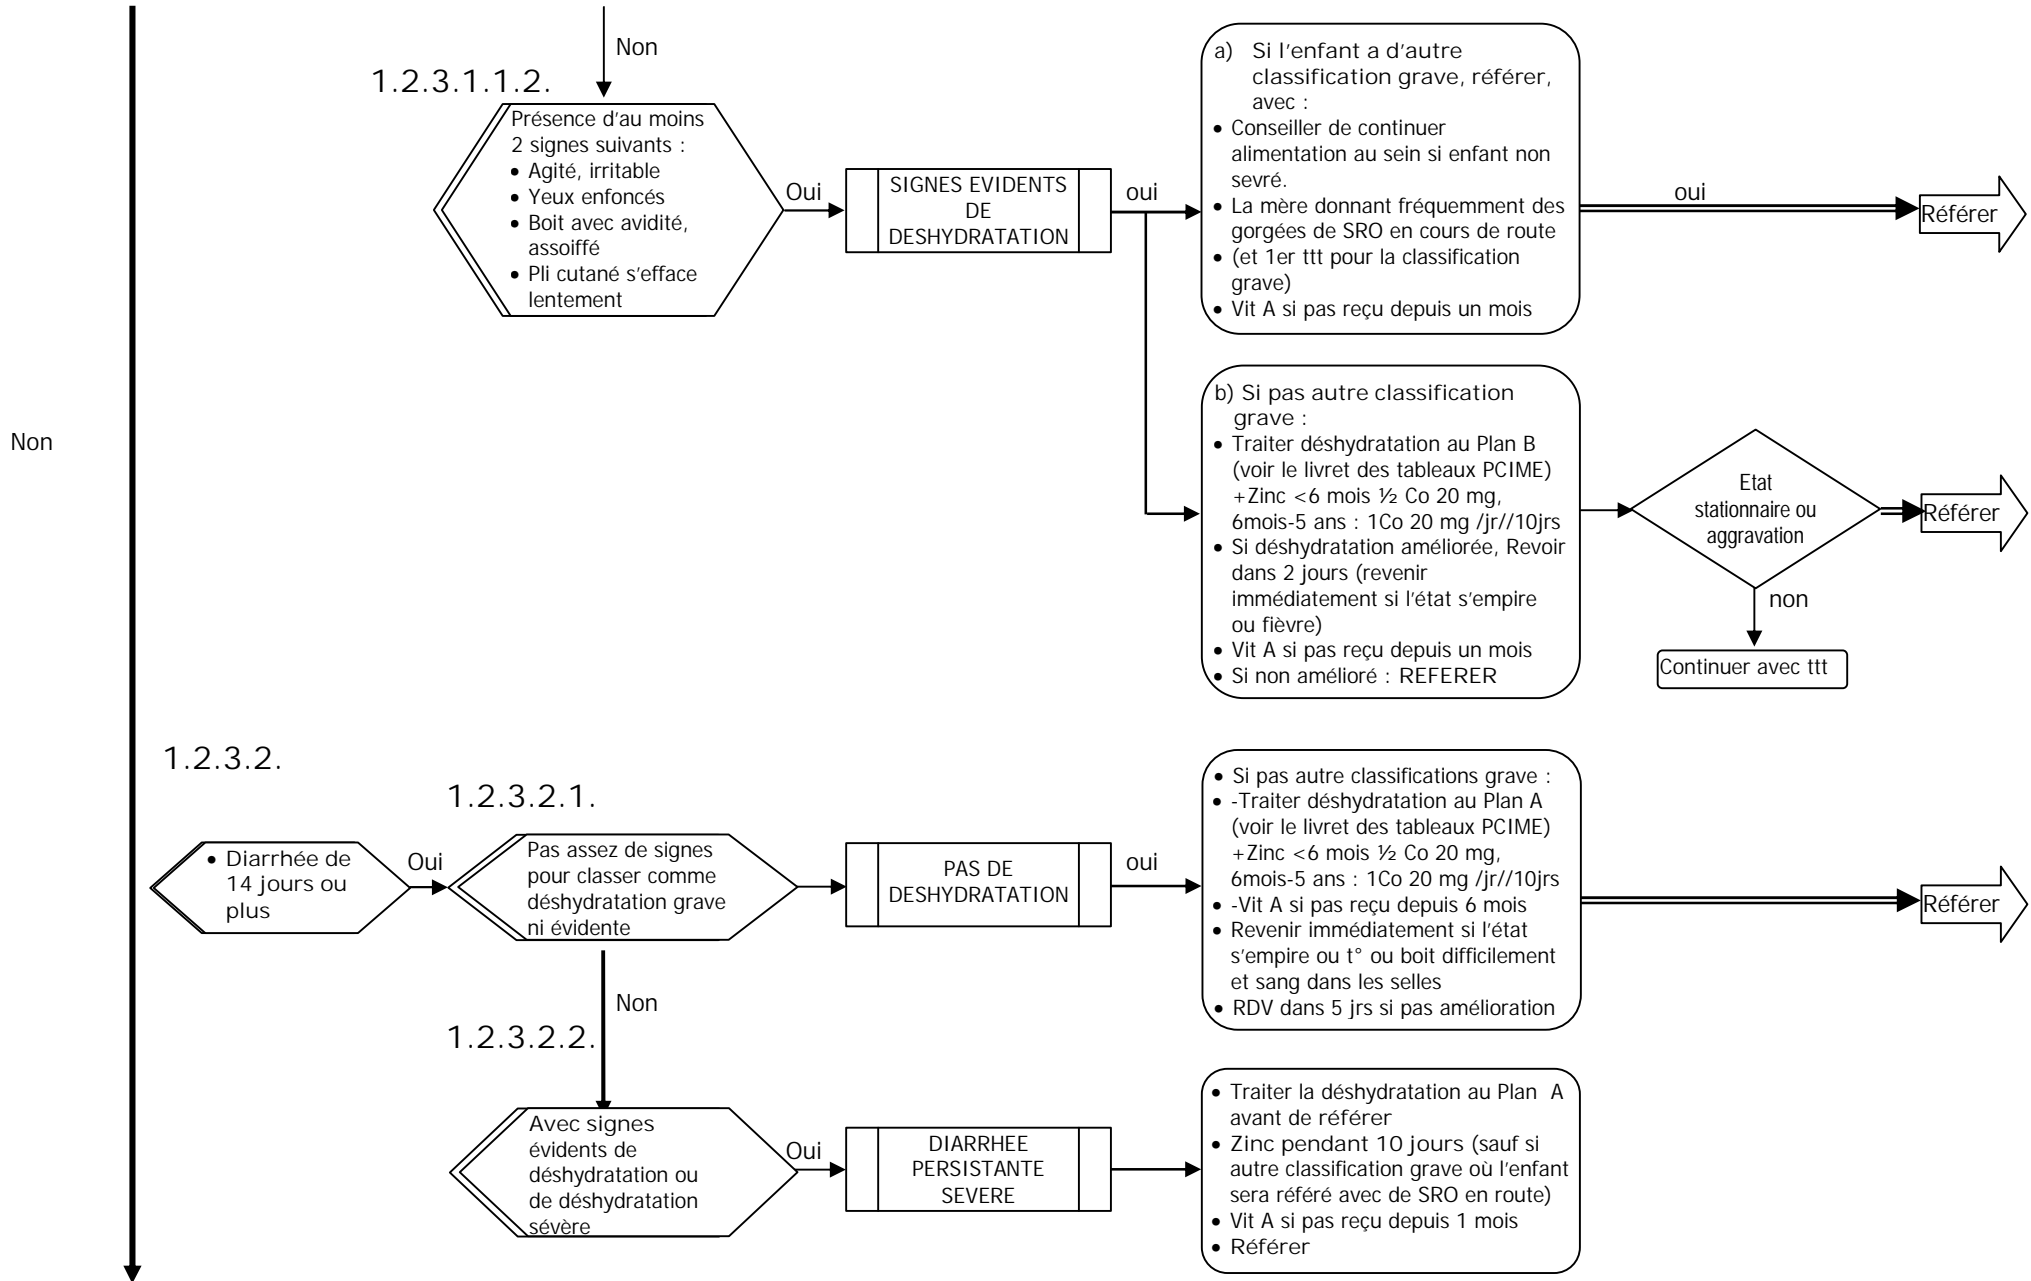 Non
1.2.3.1.1.2.
Présence d'au moins
2 signes suivants :
• Agité, irritable
• Yeux enfoncés
• Boit avec avidité,
assoiffé
• Pli cutané s'efface
lentement
Oui
SIGNES EVIDENTS
DE
DESHYDRATATION
oui
a) Si l'enfant a d'autre
classification grave, référer,
avec :
• Conseiller de continuer
alimentation au sein si enfant non
sevré.
• La mère donnant fréquemment des
gorgées de SRO en cours de route
• (et 1er ttt pour la classification
grave)
• Vit A si pas reçu depuis un mois
oui
Référer
Non
b) Si pas autre classification
grave :
• Traiter déshydratation au Plan B
(voir le livret des tableaux PCIME)
+Zinc <6 mois ½ Co 20 mg,
6mois-5 ans : 1Co 20 mg /jr//10jrs
• Si déshydratation améliorée, Revoir
dans 2 jours (revenir
immédiatement si l'état s'empire
ou fièvre)
• Vit A si pas reçu depuis un mois
• Si non amélioré : REFERER
Etat
stationnaire ou
aggravation
Référer
non
Continuer avec ttt
1.2.3.2.
• Diarrhée de
14 jours ou
plus
Oui
1.2.3.2.1.
Pas assez de signes
pour classer comme
déshydratation grave
ni évidente
PAS DE
DESHYDRATATION
oui
• Si pas autre classifications grave :
• -Traiter déshydratation au Plan A
(voir le livret des tableaux PCIME)
+Zinc <6 mois ½ Co 20 mg,
6mois-5 ans : 1Co 20 mg /jr//10jrs
• -Vit A si pas reçu depuis 6 mois
• Revenir immédiatement si l'état
s'empire ou t° ou boit difficilement
et sang dans les selles
• RDV dans 5 jrs si pas amélioration
Référer
Non
1.2.3.2.2.
Avec signes
évidents de
déshydratation ou
de déshydratation
sévère
Oui
DIARRHEE
PERSISTANTE
SEVERE
• Traiter la déshydratation au Plan A
avant de référer
• Zinc pendant 10 jours (sauf si
autre classification grave où l'enfant
sera référé avec de SRO en route)
• Vit A si pas reçu depuis 1 mois
• Référer